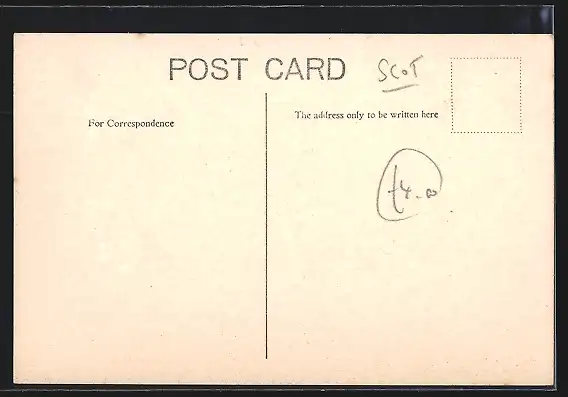 POST CARD
SCOT
For Correspondence
The address only to be written here
£4.00